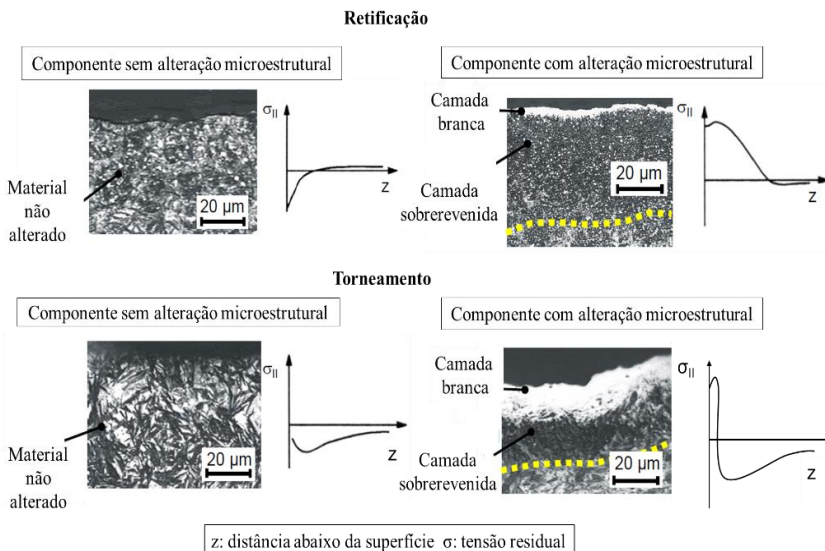 Retificação
Componente sem alteração microestrutural
Componente com alteração microestrutural
σII
Z
Material
não
alterado
20 µm
Camada
branca
Camada
sobrerevenida
20 µm
σII
Z
Torneamento
Componente sem alteração microestrutural
Componente com alteração microestrutural
σII
Z
Material
não
alterado
20 µm
Camada
branca
Camada
sobrerevenida
20 µm
σII
Z
z: distância abaixo da superfície σ: tensão residual